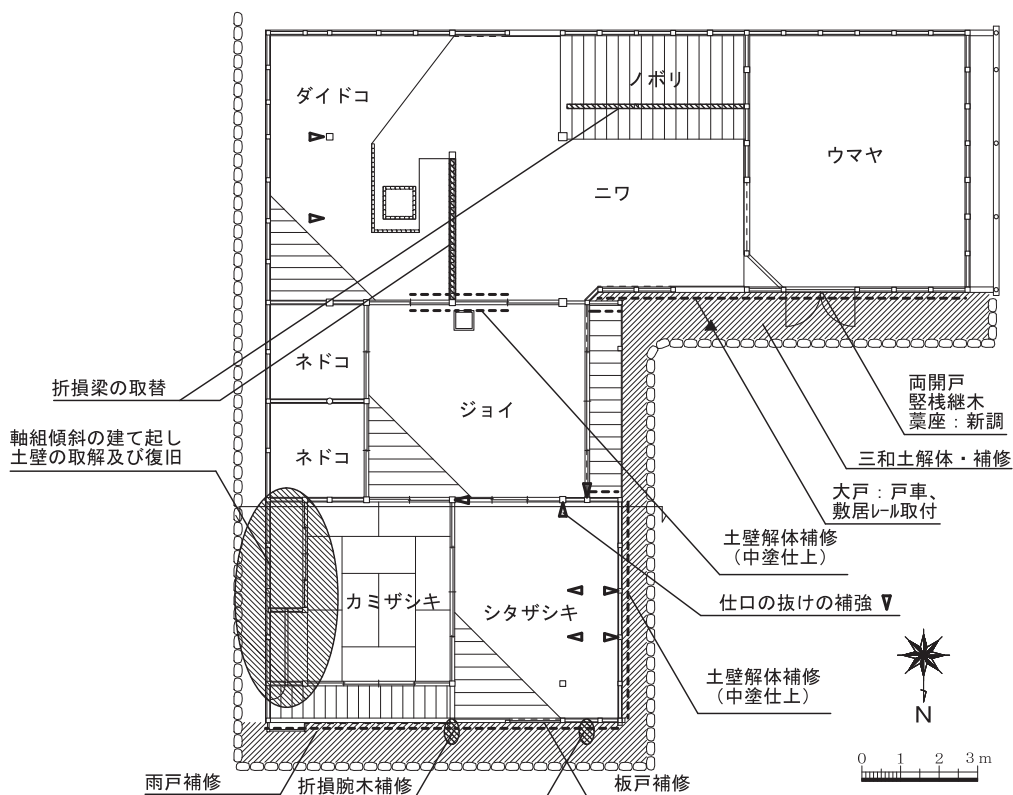 ダイドコ
ノボリ
ウマヤ
ニワ
ネドコ
ジョイ
ネドコ
折損梁の取替
軸組傾斜の建て起し
土壁の取解及び復旧
両開戸
竪桟継木
藁座：新調
三和土解体・補修
大戸：戸車、
敷居レール取付
土壁解体補修
（中塗仕上）
カミザシキ
シタザシキ
仕口の抜けの補強
土壁解体補修
（中塗仕上）
N
0 1 2 3 m
雨戸補修
折損腕木補修
板戸補修